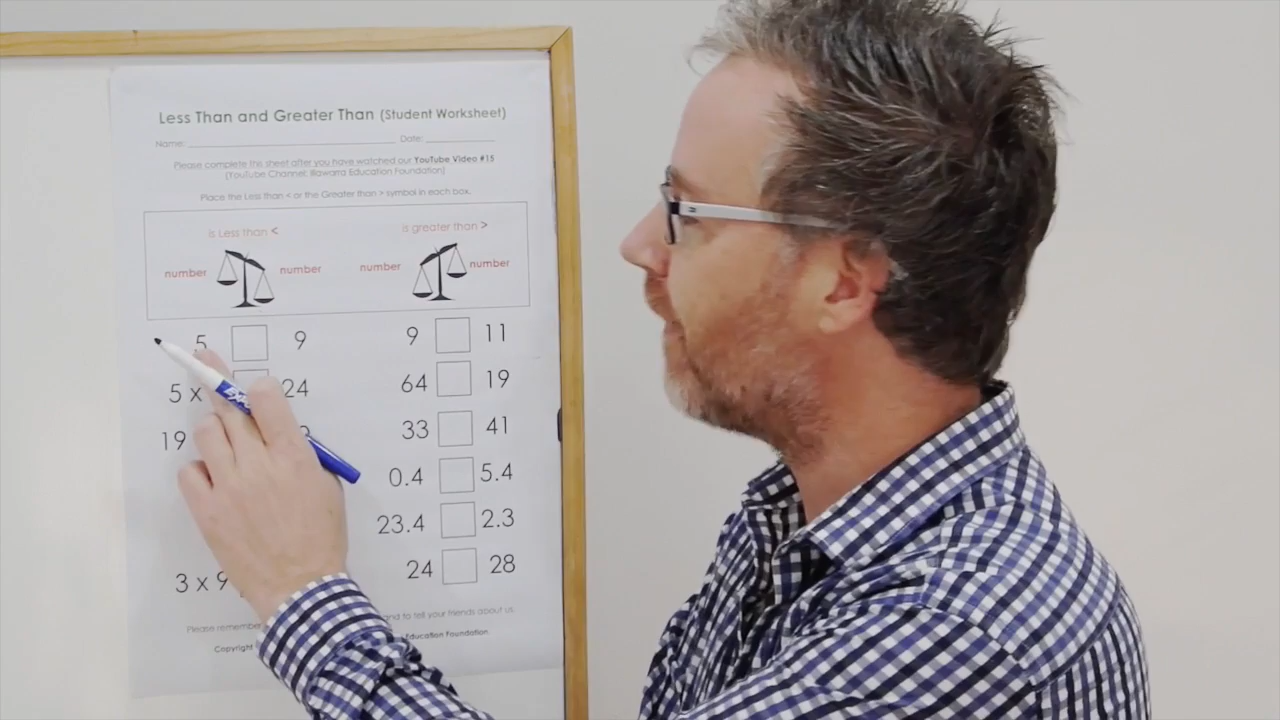 Less Than and Greater Than (Student Worksheet)
Name: Date:
Please complete this sheet after you have watched our YouTube Video #15
(YouTube Channel: Illawarra Education Foundation)
Place the Less than < or the Greater than > symbol in each box.
is Less than < is greater than >
number number number number
5 9 9 11
5 x 24 64 19
19 33 41
0.4 5.4
23.4 2.3
3 x 9 24 28
Please remember and to tell your friends about us
Copyright Education Foundation